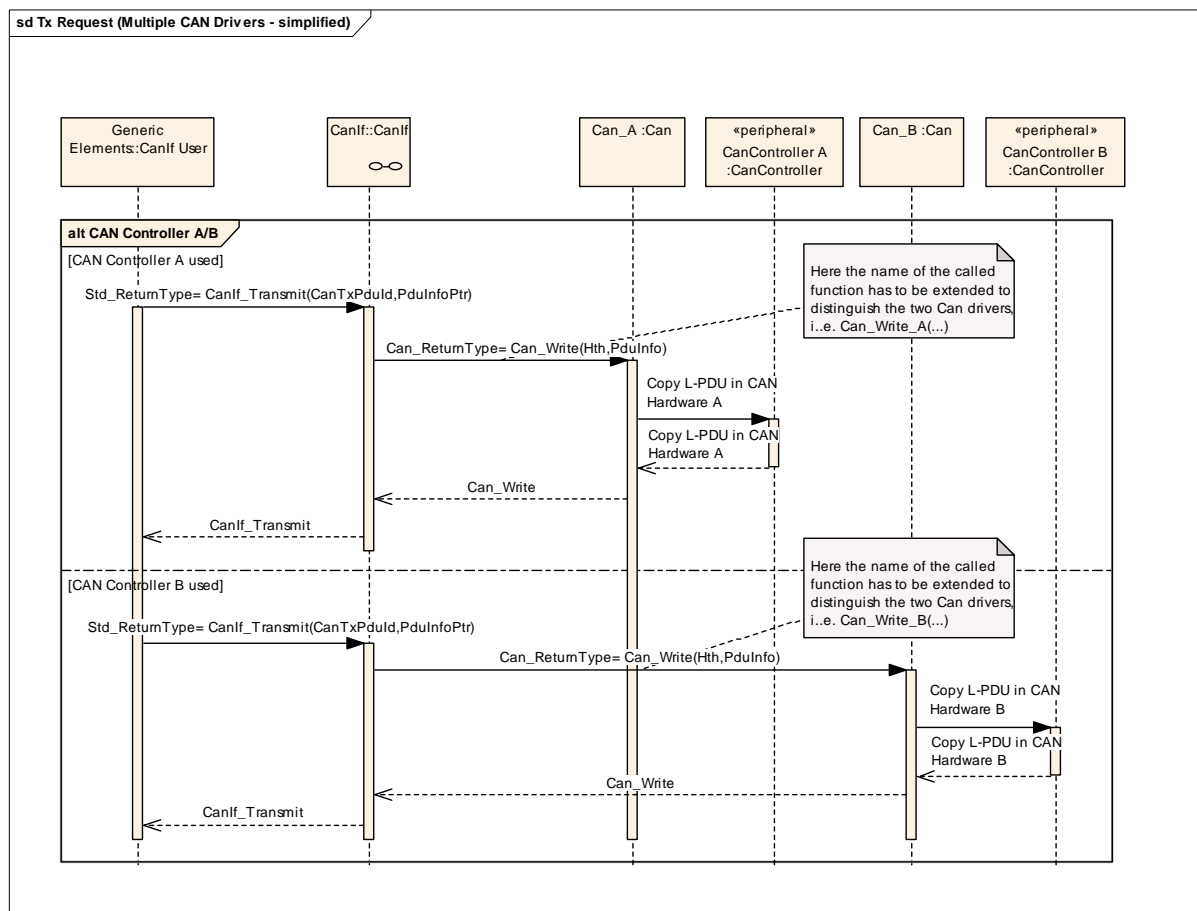 sd Tx Request (Multiple CAN Drivers - simplified)
Generic
Elements::CanIf User
CanIf::CanIf
Can_A :Can
«peripheral»
CanController A
:CanController
Can_B :Can
«peripheral»
CanController B
:CanController
alt CAN Controller A/B
[CAN Controller A used]
Here the name of the called
function has to be extended to
distinguish the two Can drivers,
i..e. Can_Write_A(...)
Std_ReturnType= CanIf_Transmit(CanTxPduId,PduInfoPtr)
Can_ReturnType= Can_Write(Hth,PduInfo)
Copy L-PDU in CAN
Hardware A
Copy L-PDU in CAN
Hardware A
Can_Write
CanIf_Transmit
[CAN Controller B used]
Here the name of the called
function has to be extended to
distinguish the two Can drivers,
i..e. Can_Write_B(...)
Std_ReturnType= CanIf_Transmit(CanTxPduId,PduInfoPtr)
Can_ReturnType= Can_Write(Hth,PduInfo)
Copy L-PDU in CAN
Hardware B
Copy L-PDU in CAN
Hardware B
Can_Write
CanIf_Transmit